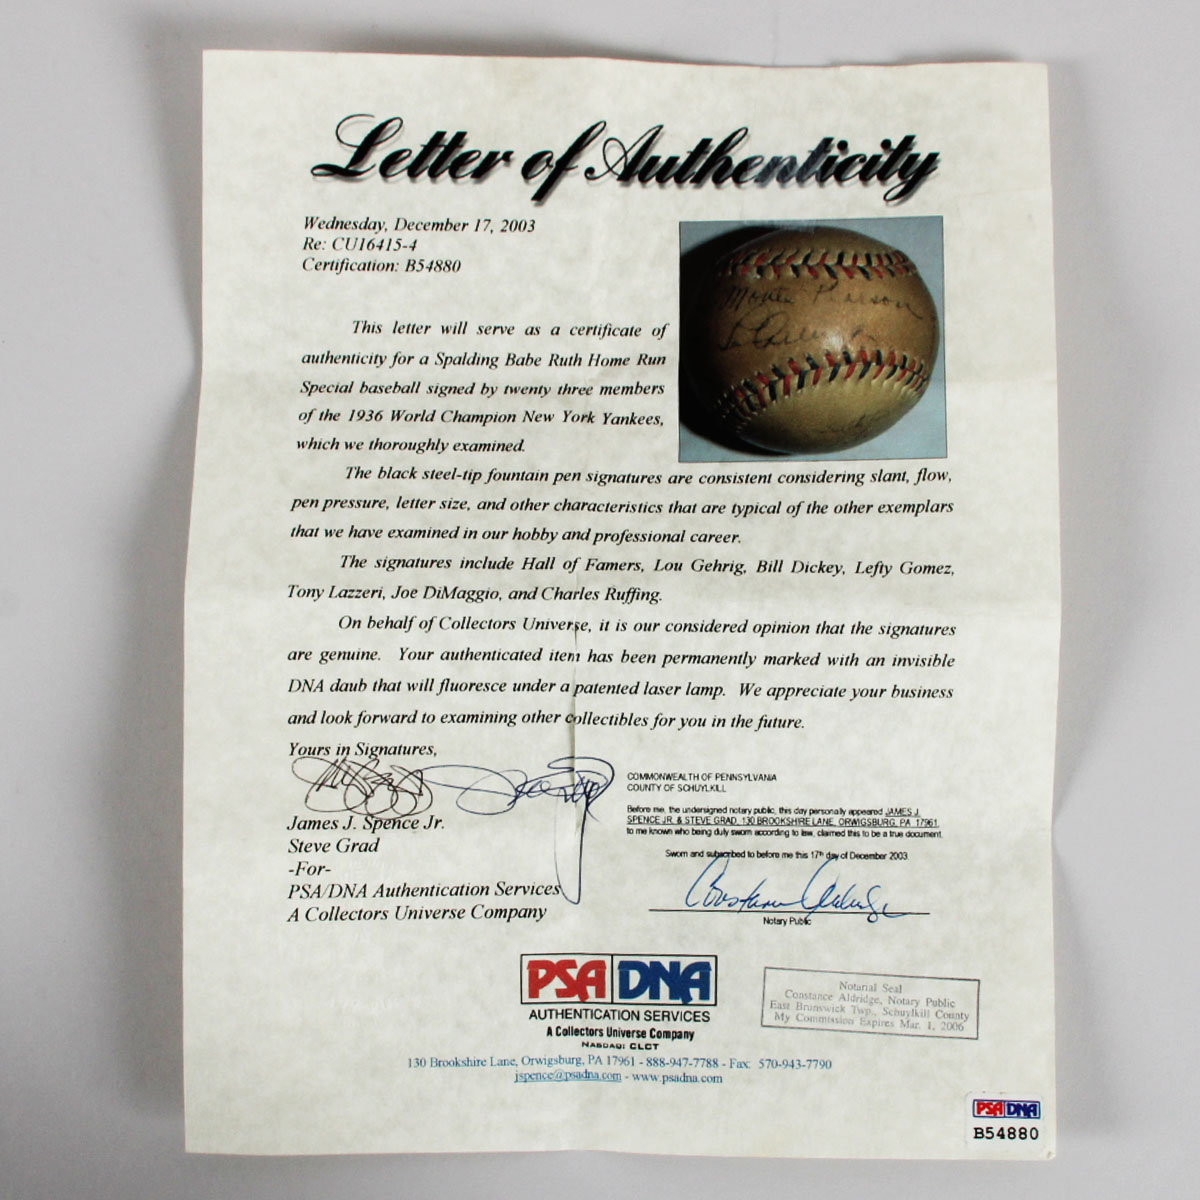 Letter of Authenticity
Wednesday, December 17, 2003
Re: CU16415-4
Certification: B54880
Monte Pearson
This letter will serve as a certificate of
authenticity for a Spalding Babe Ruth Home Run
Special baseball signed by twenty three members
of the 1936 World Champion New York Yankees,
which we thoroughly examined.
The black steel-tip fountain pen signatures are consistent considering slant, flow,
pen pressure, letter size, and other characteristics that are typical of the other exemplars
that we have examined in our hobby and professional career.
The signatures include Hall of Famers, Lou Gehrig, Bill Dickey, Lefty Gomez,
Tony Lazzeri, Joe DiMaggio, and Charles Ruffing.
On behalf of Collectors Universe, it is our considered opinion that the signatures
are genuine. Your authenticated item has been permanently marked with an invisible
DNA daub that will fluoresce under a patented laser lamp. We appreciate your business
and look forward to examining other collectibles for you in the future.
Yours in Signatures,
James J. Spence Jr.
Steve Grad
-For-
PSA/DNA Authentication Services
A Collectors Universe Company
COMMONWEALTH OF PENNSYLVANIA
COUNTY OF SCHUYLKILL
Before me, the undersigned notary public, this day personally appeared JAMES J.
SPENCE JR. & STEVE GRAD, 130 BROOKSHIRE LANE, ORWIGSBURG, PA 17961,
to me known who being duly sworn according to law, claimed this to be a true document.
Sworn and subscribed to before me this 17th day of December 2003.
Constance Aldridge
Notary Public
PSA DNA
AUTHENTICATION SERVICES
A Collectors Universe Company
NASDAQ: CLCT
Notarial Seal
Constance Aldridge, Notary Public
East Brunswick Twp., Schuylkill County
My Commission Expires Mar. 1, 2006
130 Brookshire Lane, Orwigsburg, PA 17961 - 888-947-7788 - Fax: 570-943-7790
jspence@psadna.com - www.psadna.com
PSA DNA
B54880